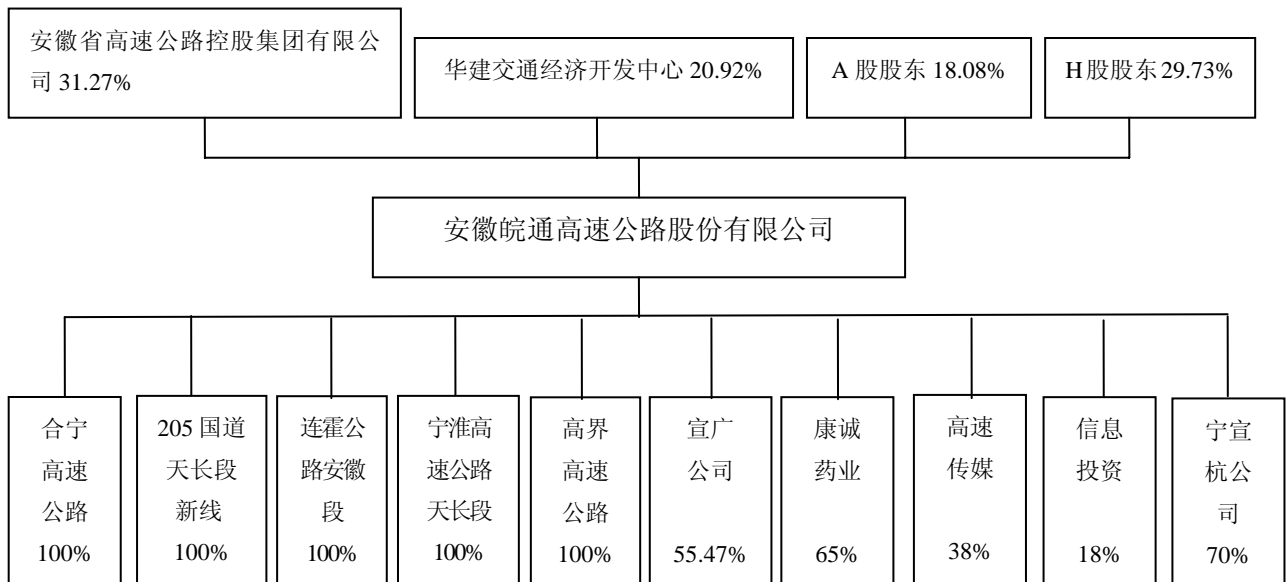 安徽省高速公路控股集团有限公
司 31.27%
华建交通经济开发中心 20.92%
A 股股东 18.08%
H 股股东 29.73%
安徽皖通高速公路股份有限公司
合宁
高速
公路
100%
205 国道
天长段
新线
100%
连霍公
路安徽
段
100%
宁淮高
速公路
天长段
100%
高界
高速
公路
100%
宣广
公司
55.47%
康诚
药业
65%
高速
传媒
38%
信息
投资
18%
宁宣
杭公
司
70%